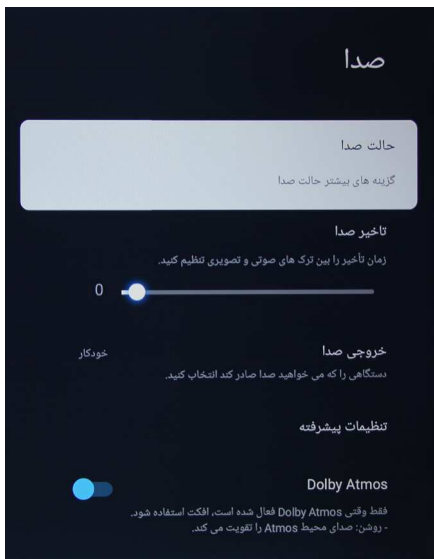 صدا
حالت صدا
گزینه های بیشتر حالت صدا
تاخیر صدا
زمان تأخیر را بین ترک های صوتی و تصویری تنظیم کنید.
0
خروجی صدا
خودکار
دستگاهی را که می خواهید صدا صادر کند انتخاب کنید.
تنظیمات پیشرفته
Dolby Atmos
فقط وقتی Dolby Atmos فعال شده است، افکت استفاده شود.
- روشن: صدای محیط Atmos را تقویت می کند.